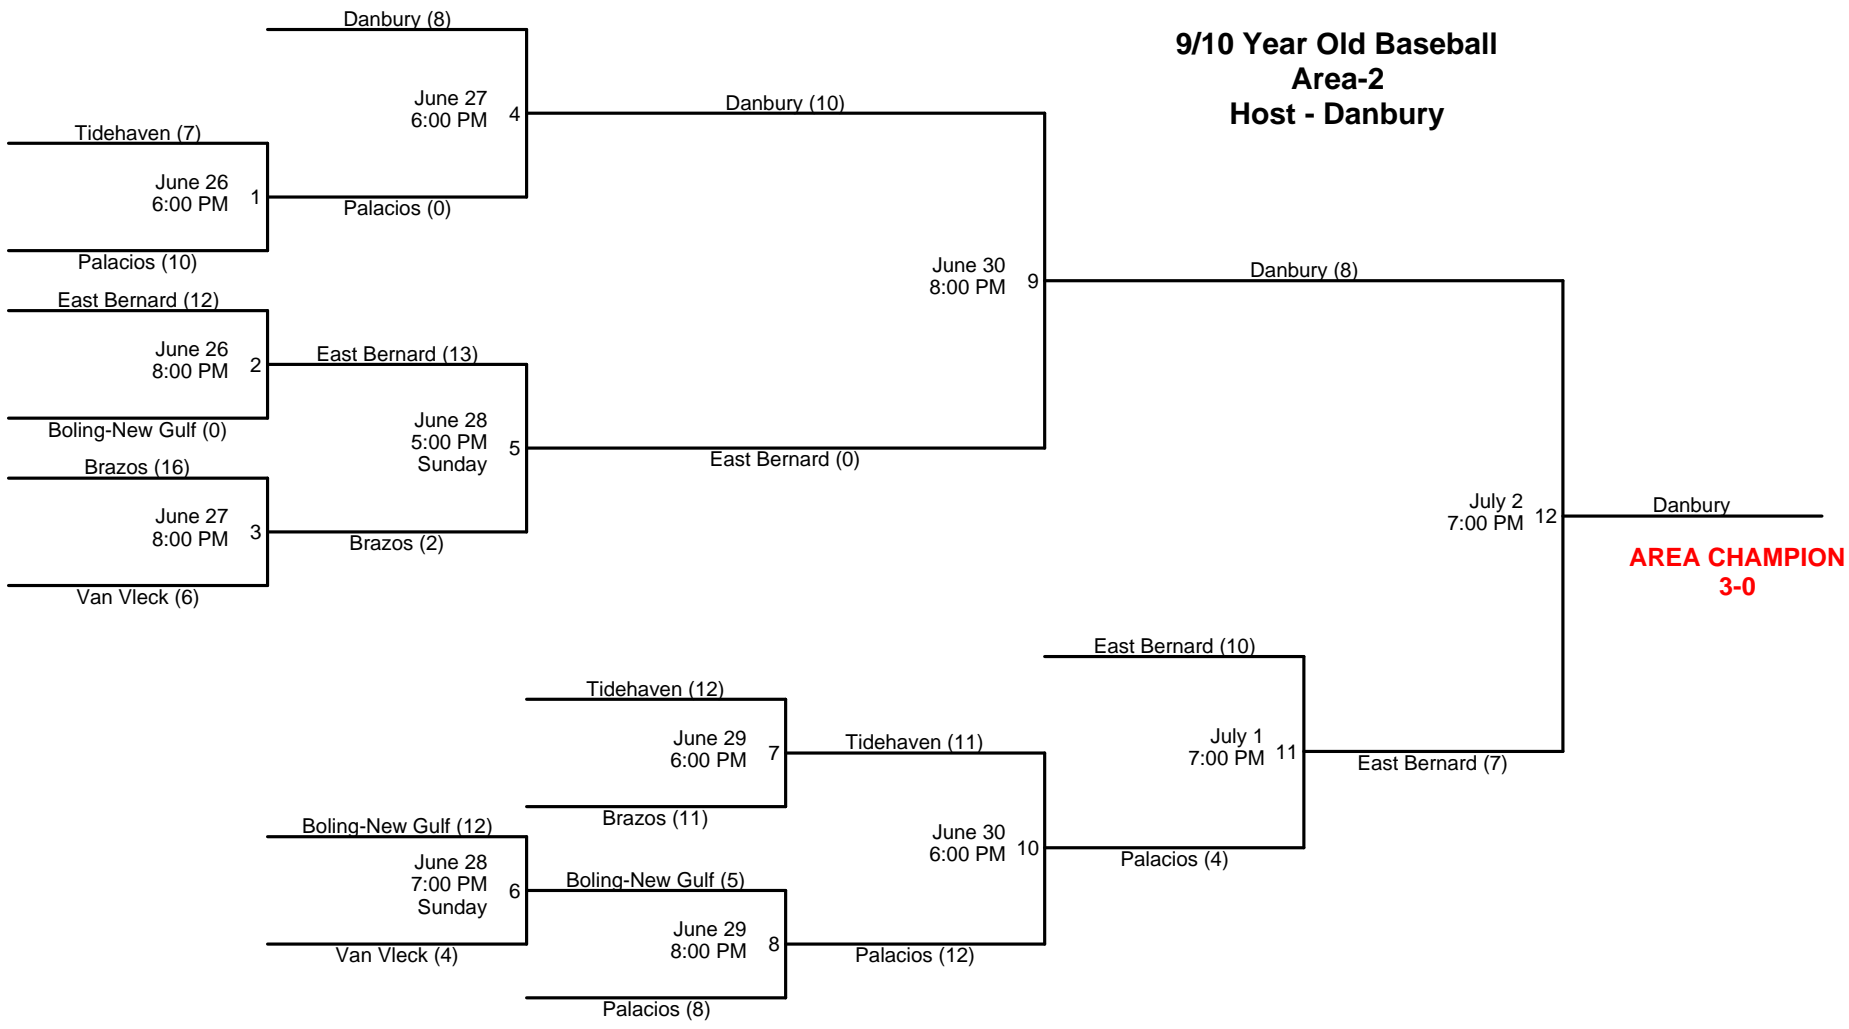 Danbury (8)
9/10 Year Old Baseball
Area-2
Host - Danbury
June 27
6:00 PM
4
Danbury (10)
Tidehaven (7)
June 26
6:00 PM
1
Palacios (0)
Palacios (10)
June 30
8:00 PM
9
Danbury (8)
East Bernard (12)
June 26
8:00 PM
2
East Bernard (13)
Boling-New Gulf (0)
June 28
5:00 PM
Sunday
5
East Bernard (0)
Brazos (16)
June 27
8:00 PM
3
Brazos (2)
Van Vleck (6)
July 2
7:00 PM
12
Danbury
AREA CHAMPION
3-0
East Bernard (10)
Tidehaven (12)
June 29
6:00 PM
7
Tidehaven (11)
July 1
7:00 PM
11
East Bernard (7)
Brazos (11)
Boling-New Gulf (12)
June 28
7:00 PM
Sunday
6
Boling-New Gulf (5)
June 30
6:00 PM
10
Palacios (4)
Van Vleck (4)
June 29
8:00 PM
8
Palacios (12)
Palacios (8)